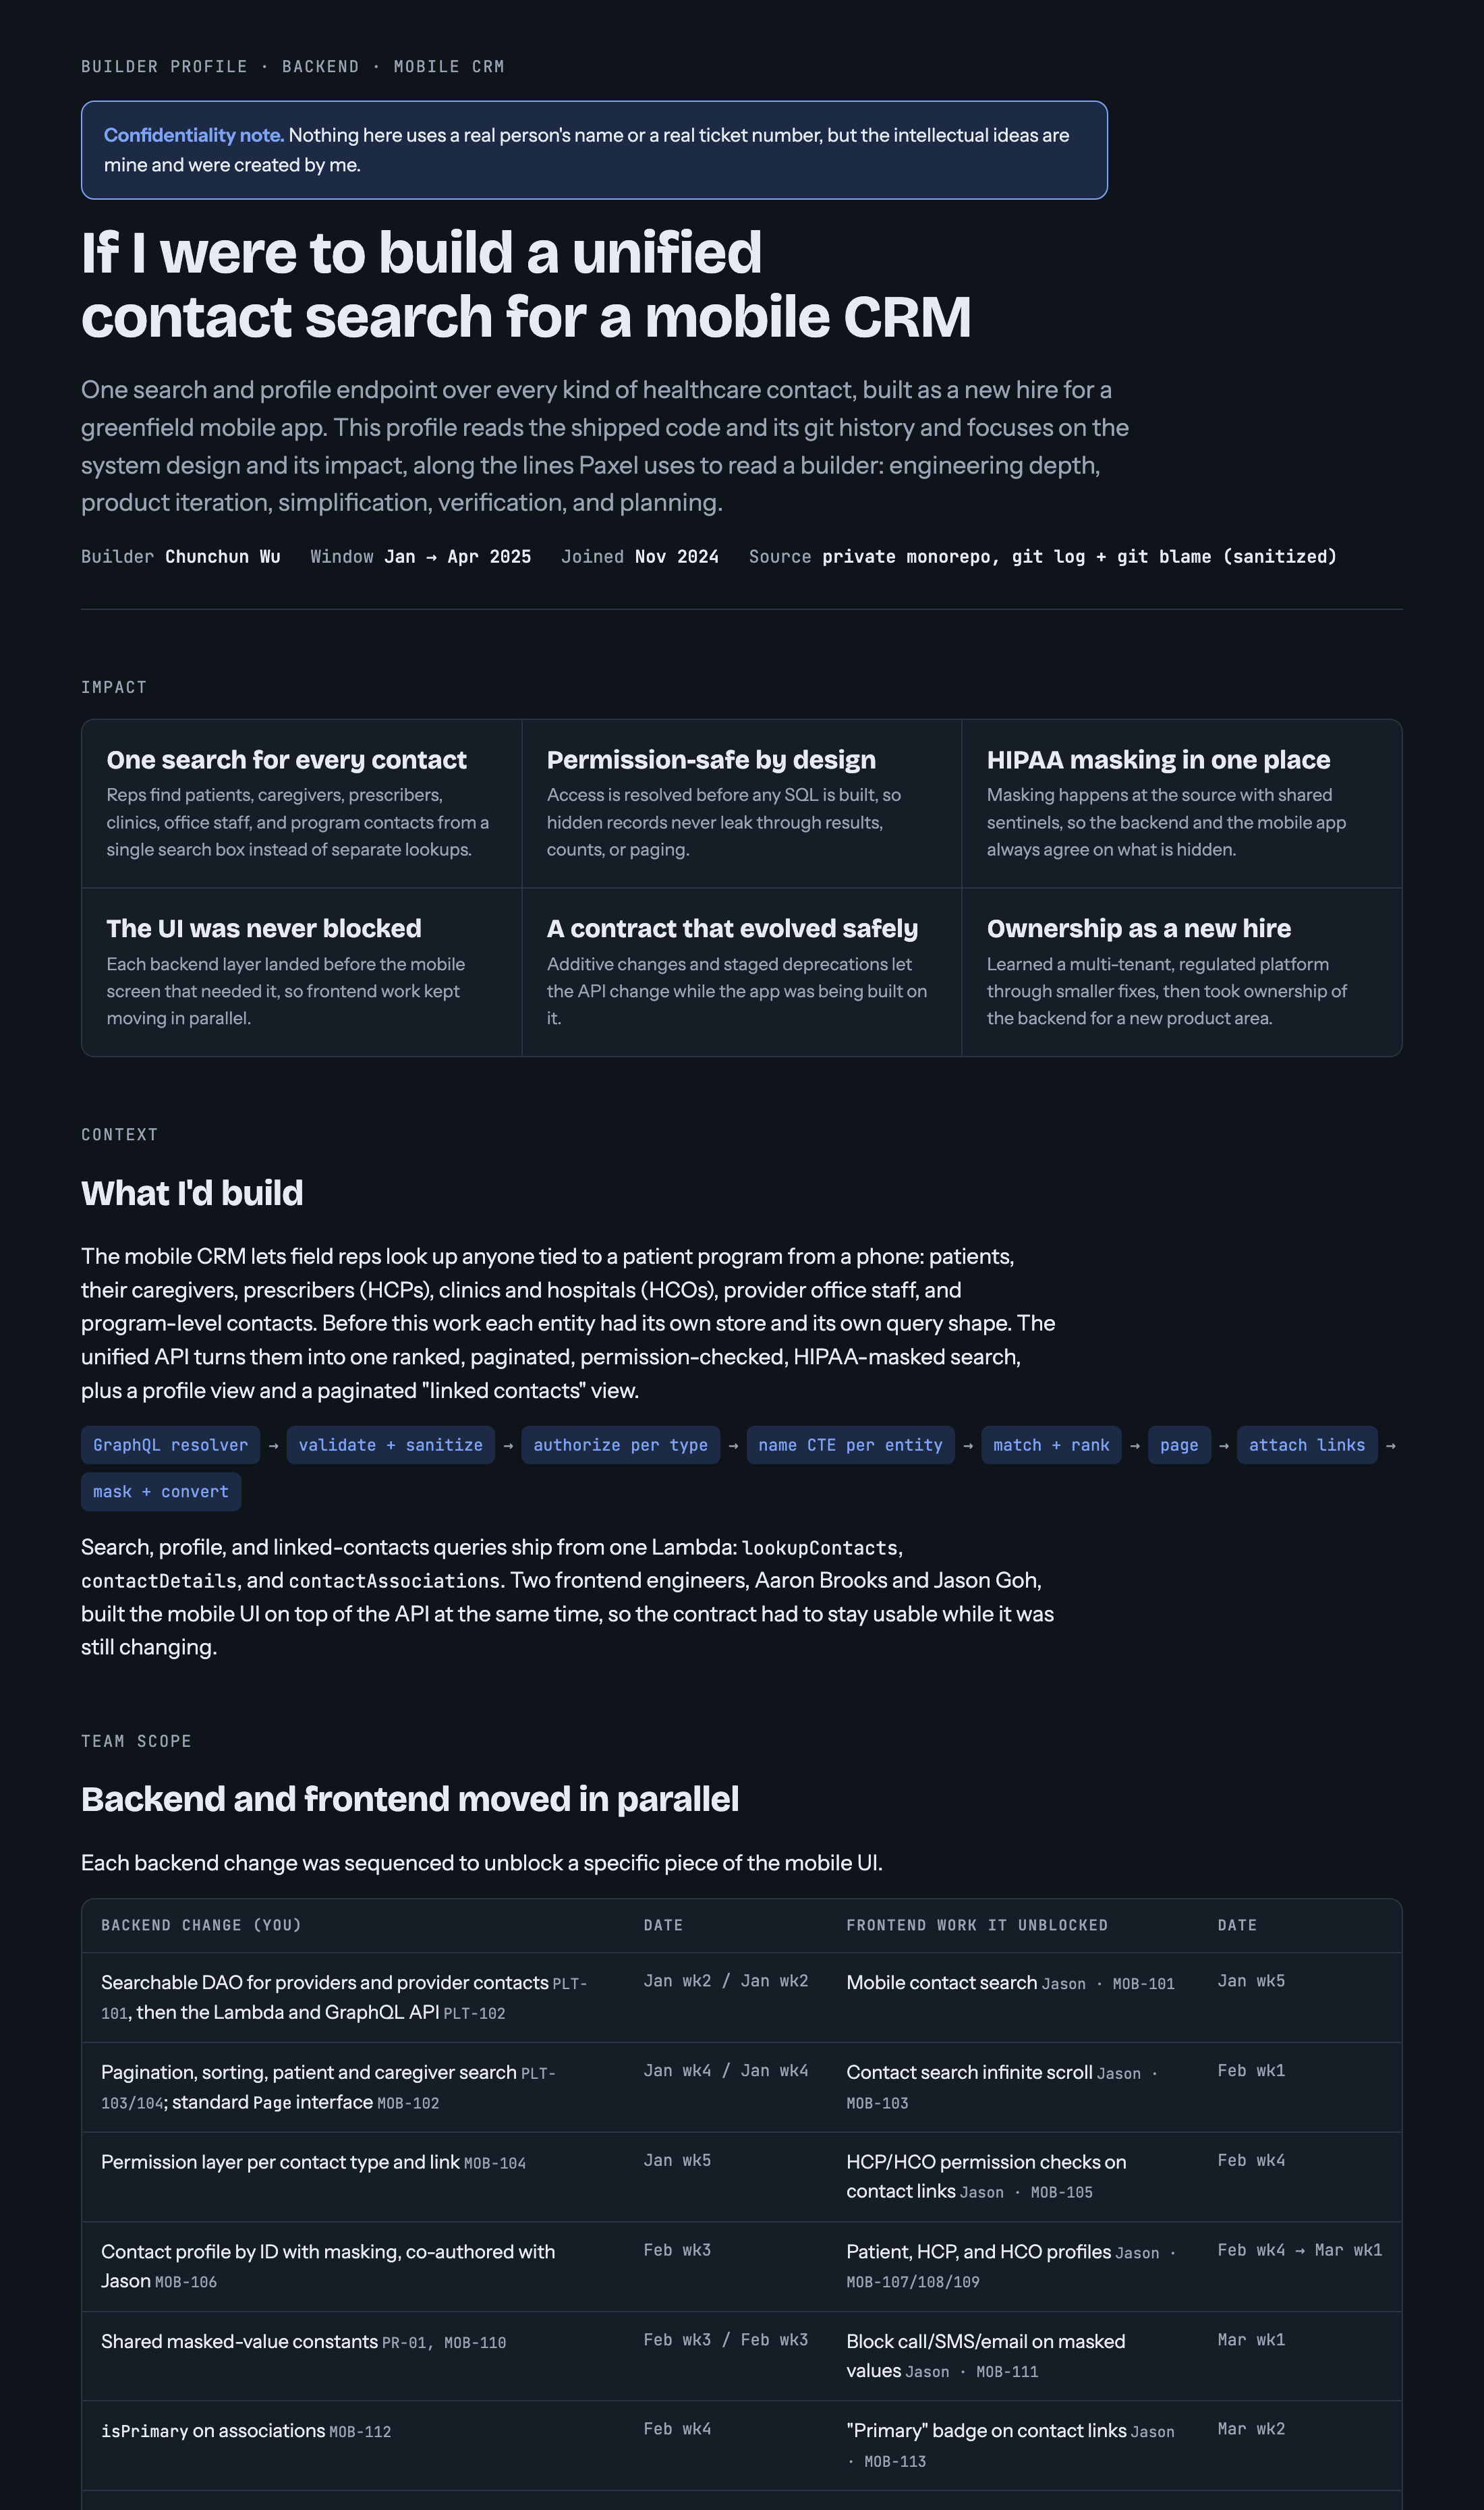 BUILDER PROFILE · BACKEND · MOBILE CRM
Confidentiality note. Nothing here uses a real person's name or a real ticket number, but the intellectual ideas are
mine and were created by me.
If I were to build a unified
contact search for a mobile CRM
One search and profile endpoint over every kind of healthcare contact, built as a new hire for a
greenfield mobile app. This profile reads the shipped code and its git history and focuses on the
system design and its impact, along the lines Paxel uses to read a builder: engineering depth,
product iteration, simplification, verification, and planning.
Builder Chunchun Wu Window Jan → Apr 2025 Joined Nov 2024 Source private monorepo, git log + git blame (sanitized)
IMPACT
One search for every contact
Reps find patients, caregivers, prescribers,
clinics, office staff, and program contacts from a
single search box instead of separate lookups.
Permission-safe by design
Access is resolved before any SQL is built, so
hidden records never leak through results,
counts, or paging.
HIPAA masking in one place
Masking happens at the source with shared
sentinels, so the backend and the mobile app
always agree on what is hidden.
The UI was never blocked
Each backend layer landed before the mobile
screen that needed it, so frontend work kept
moving in parallel.
A contract that evolved safely
Additive changes and staged deprecations let
the API change while the app was being built on
it.
Ownership as a new hire
Learned a multi-tenant, regulated platform
through smaller fixes, then took ownership of
the backend for a new product area.
CONTEXT
What I'd build
The mobile CRM lets field reps look up anyone tied to a patient program from a phone: patients,
their caregivers, prescribers (HCPs), clinics and hospitals (HCOs), provider office staff, and
program-level contacts. Before this work each entity had its own store and its own query shape. The
unified API turns them into one ranked, paginated, permission-checked, HIPAA-masked search,
plus a profile view and a paginated "linked contacts" view.
GraphQL resolver → validate + sanitize → authorize per type → name CTE per entity → match + rank → page → attach links →
mask + convert
Search, profile, and linked-contacts queries ship from one Lambda: lookupContacts,
contactDetails, and contactAssociations. Two frontend engineers, Aaron Brooks and Jason Goh,
built the mobile UI on top of the API at the same time, so the contract had to stay usable while it was
still changing.
TEAM SCOPE
Backend and frontend moved in parallel
Each backend change was sequenced to unblock a specific piece of the mobile UI.
BACKEND CHANGE (YOU) DATE FRONTEND WORK IT UNBLOCKED DATE
Searchable DAO for providers and provider contacts PLT-
101, then the Lambda and GraphQL API PLT-102
Jan wk2 / Jan wk2
Mobile contact search Jason · MOB-101
Jan wk5
Pagination, sorting, patient and caregiver search PLT-
103/104; standard Page interface MOB-102
Jan wk4 / Jan wk4
Contact search infinite scroll Jason ·
MOB-103
Feb wk1
Permission layer per contact type and link MOB-104
Jan wk5
HCP/HCO permission checks on
contact links Jason · MOB-105
Feb wk4
Contact profile by ID with masking, co-authored with
Jason MOB-106
Feb wk3
Patient, HCP, and HCO profiles Jason ·
MOB-107/108/109
Feb wk4 → Mar wk1
Shared masked-value constants PR-01, MOB-110
Feb wk3 / Feb wk3
Block call/SMS/email on masked
values Jason · MOB-111
Mar wk1
isPrimary on associations MOB-112
Feb wk4
"Primary" badge on contact links Jason
· MOB-113
Mar wk2